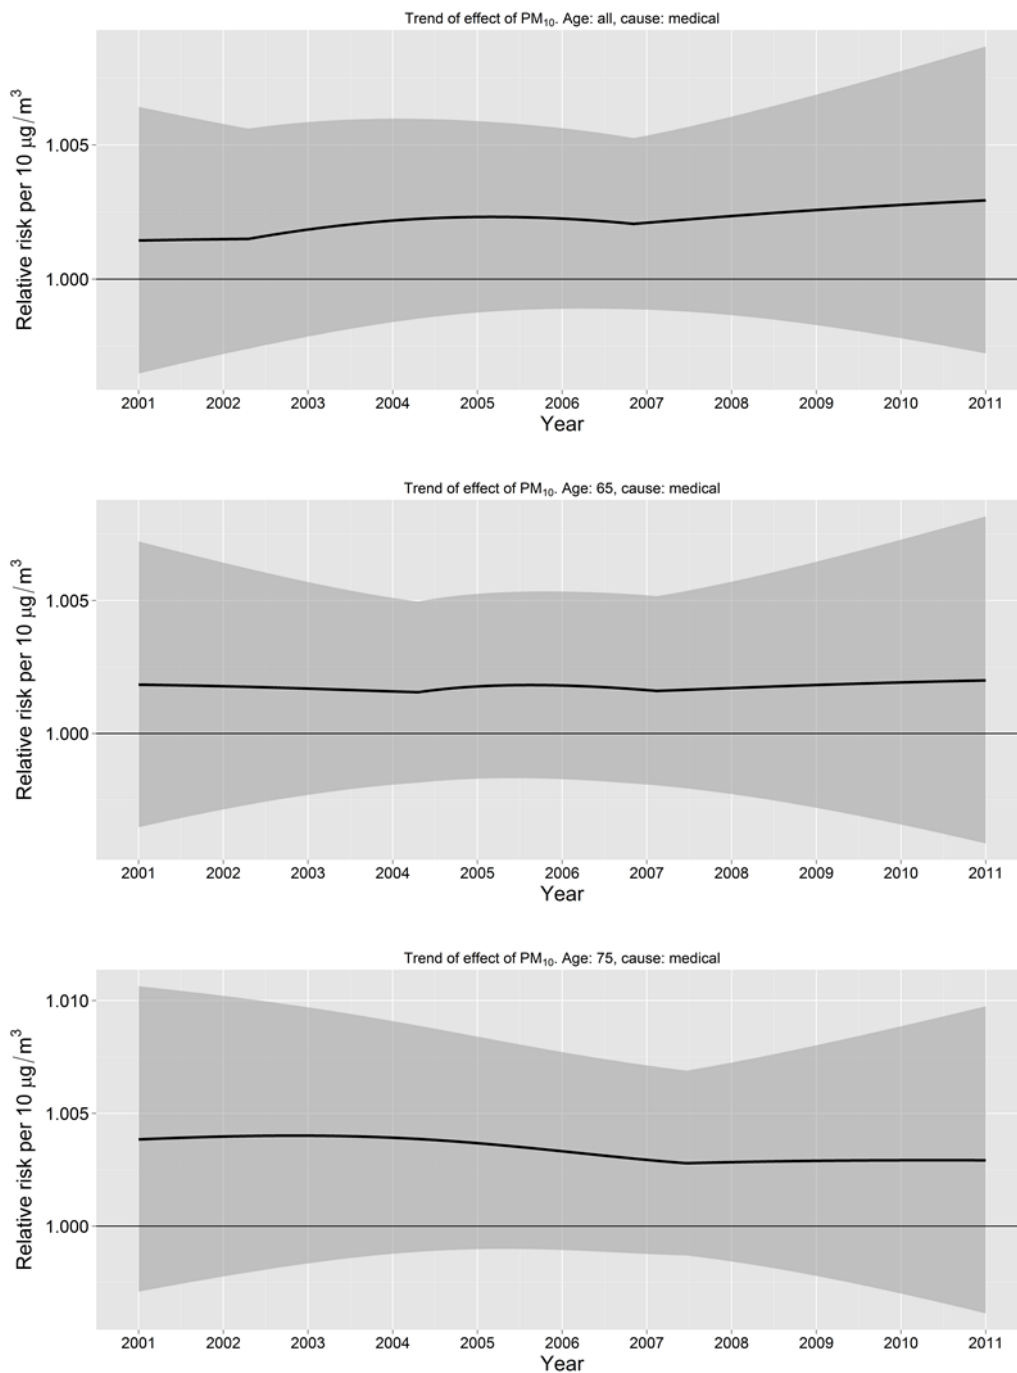 Trend of effect of PM₁₀. Age: all, cause: medical
Relative risk per 10 μg/m³
1.005
1.000
2001 2002 2003 2004 2005 2006 2007 2008 2009 2010 2011
Year
Trend of effect of PM₁₀. Age: 65, cause: medical
Relative risk per 10 μg/m³
1.005
1.000
2001 2002 2003 2004 2005 2006 2007 2008 2009 2010 2011
Year
Trend of effect of PM₁₀. Age: 75, cause: medical
Relative risk per 10 μg/m³
1.010
1.005
1.000
2001 2002 2003 2004 2005 2006 2007 2008 2009 2010 2011
Year